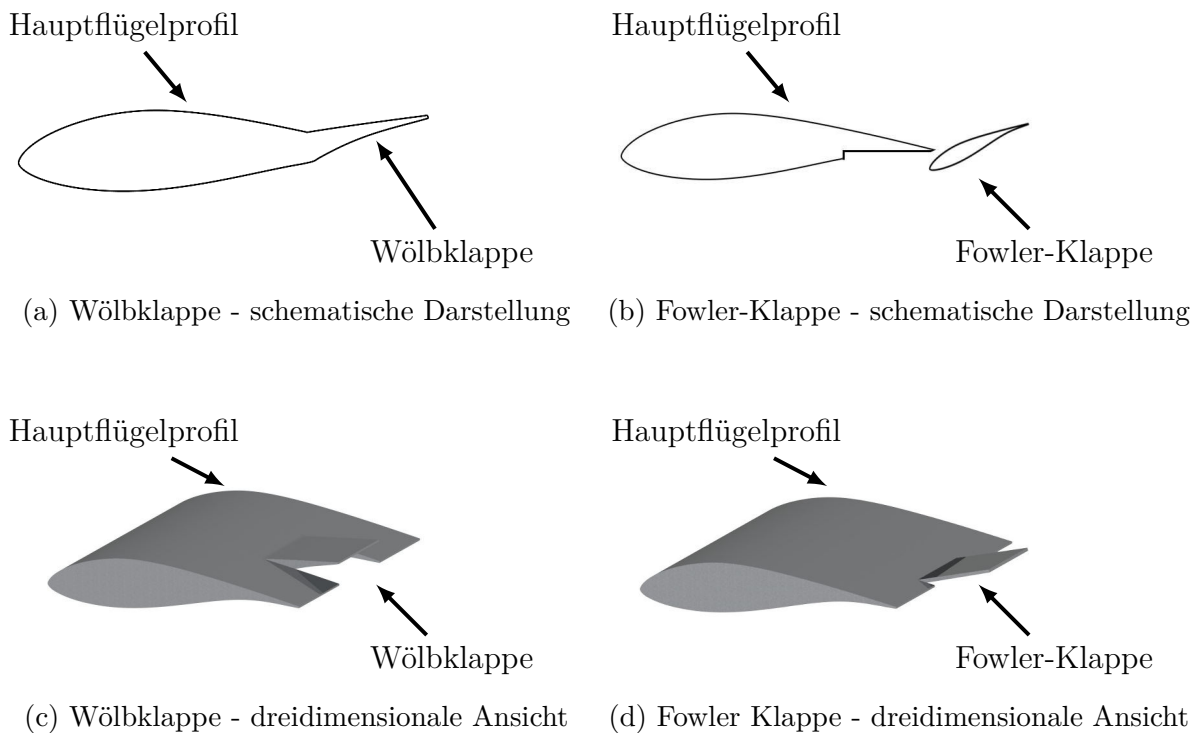 Hauptflügelprofil
Hauptflügelprofil
Wölbklappe
Fowler-Klappe
(a) Wölbklappe - schematische Darstellung
(b) Fowler-Klappe - schematische Darstellung
Hauptflügelprofil
Hauptflügelprofil
Wölbklappe
Fowler-Klappe
(c) Wölbklappe - dreidimensionale Ansicht
(d) Fowler Klappe - dreidimensionale Ansicht